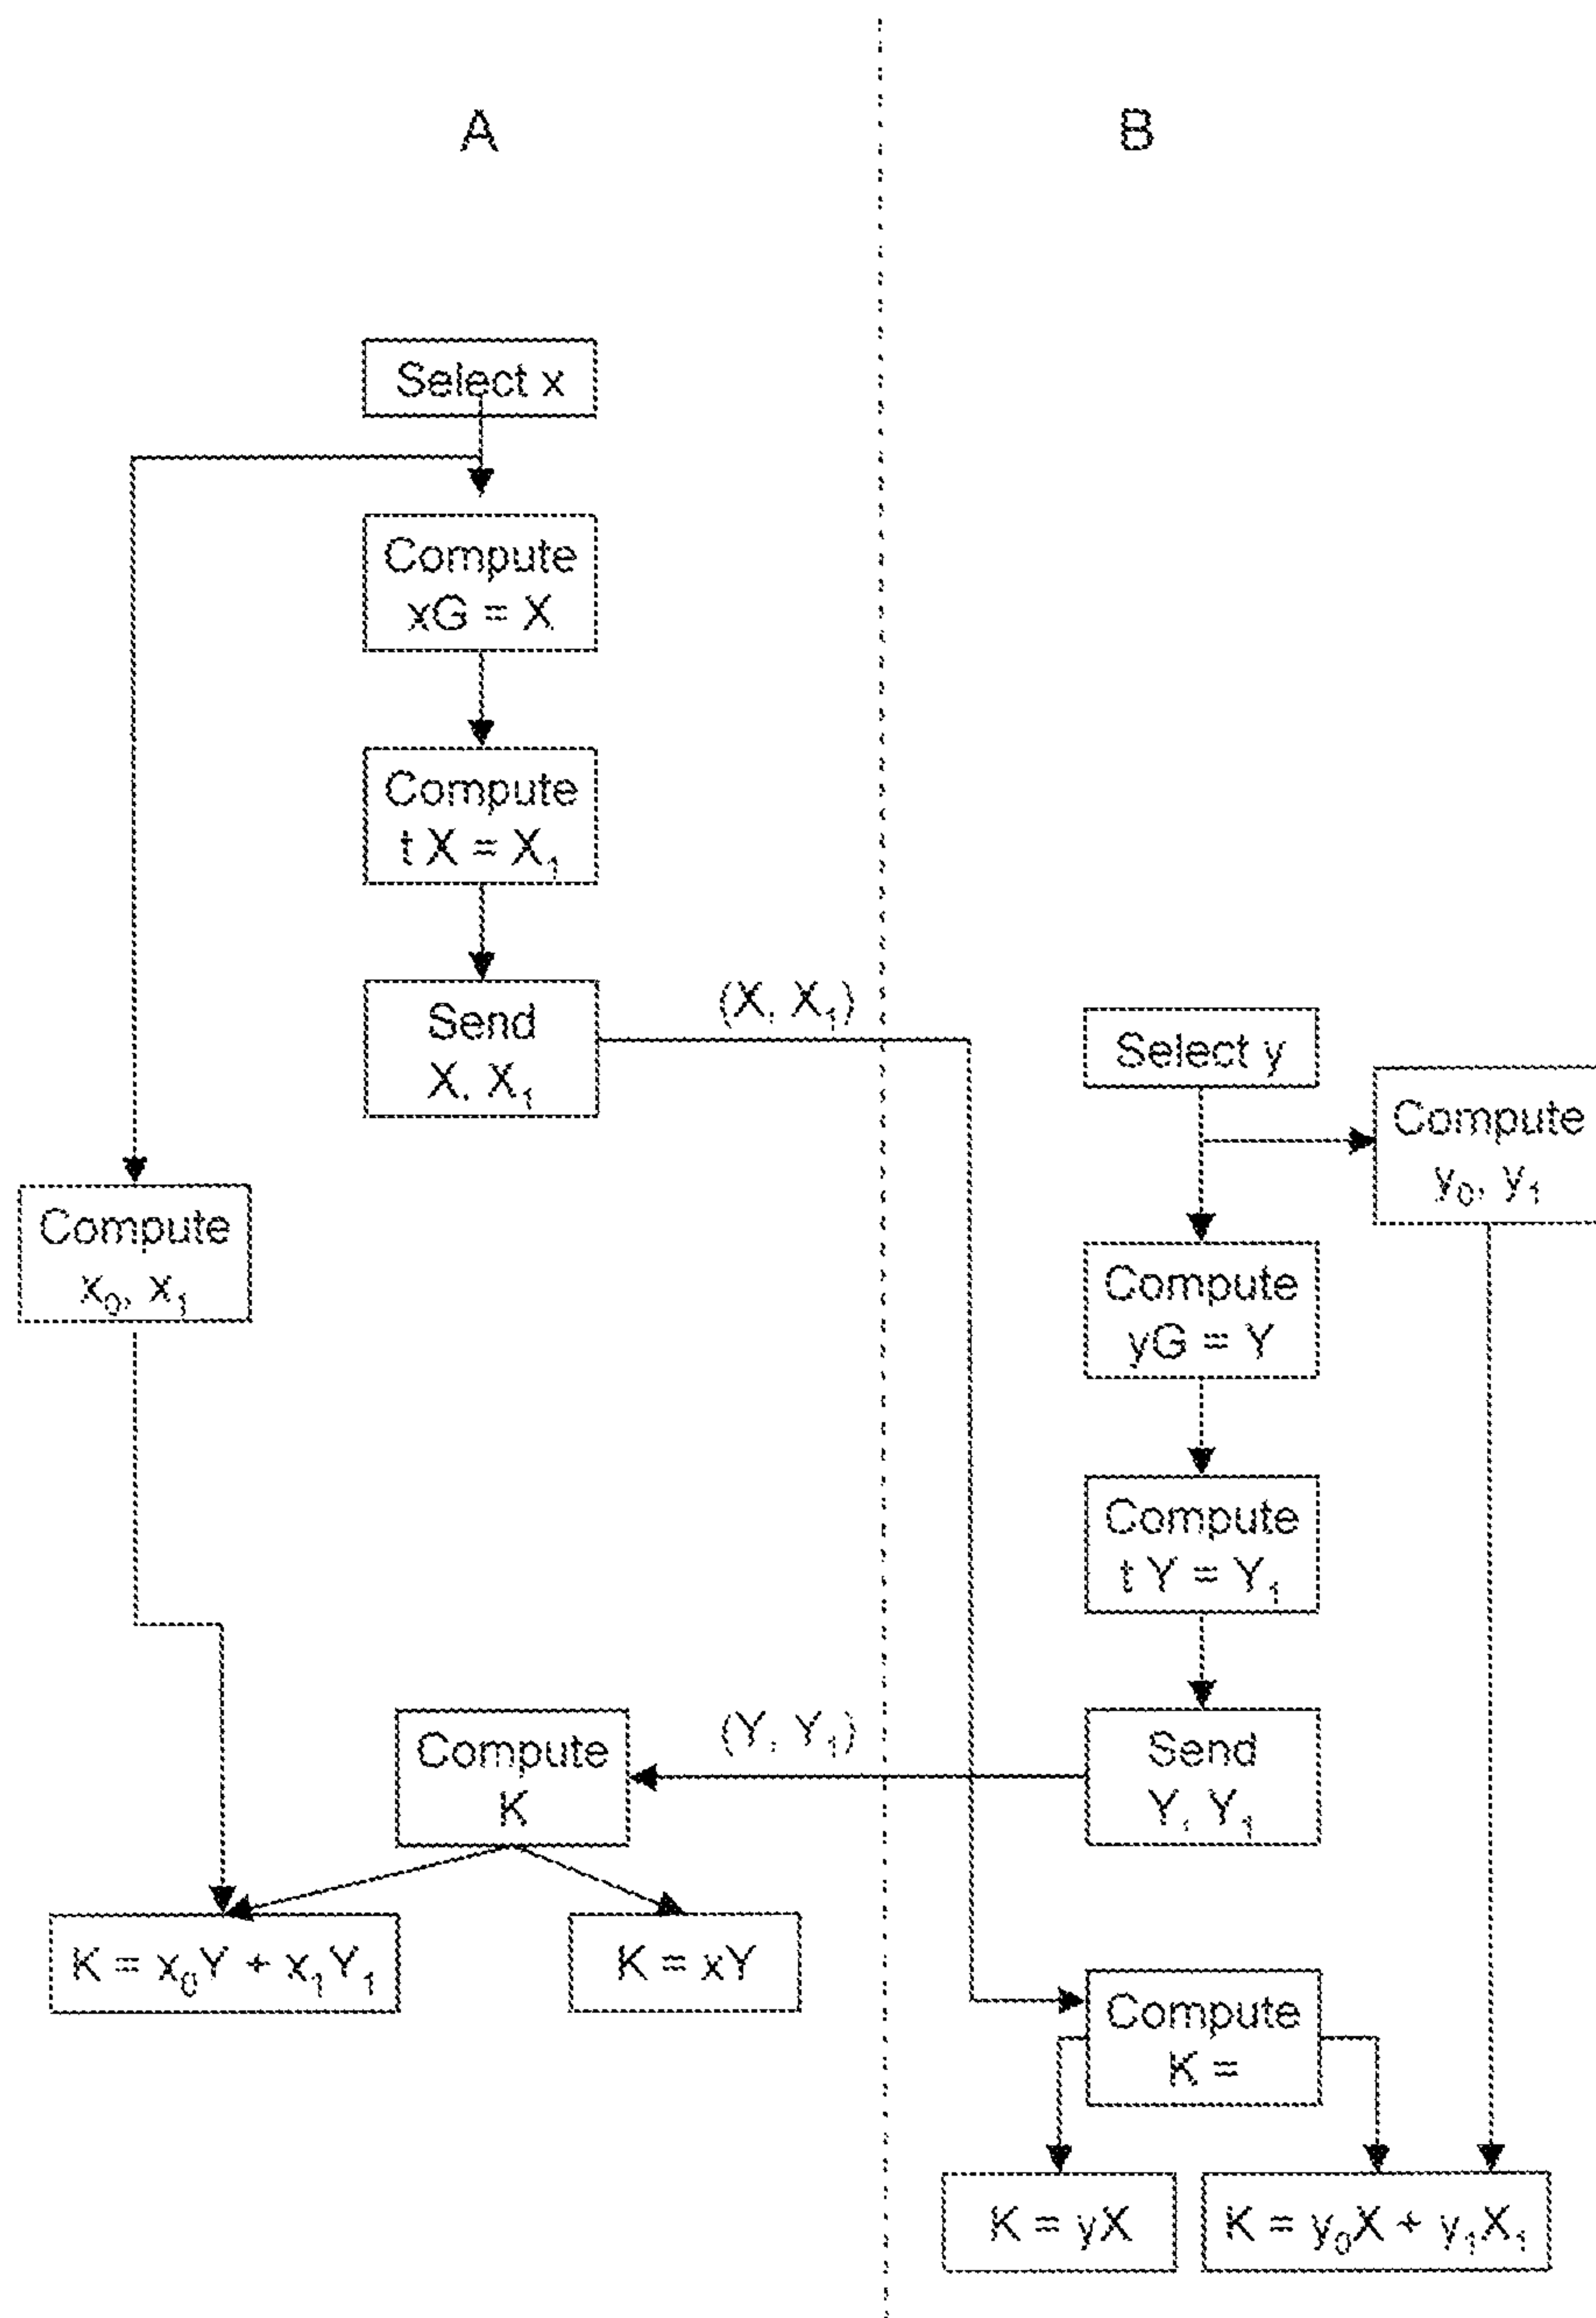 A
B
Select x
Compute
xG = X
Compute
t X = X₁
Send
X, X₁
(X, X₁)
Select y
Compute
y₀, y₁
Compute
x₀, x₁
Compute
yG = Y
Compute
t Y = Y₁
Send
Y, Y₁
(Y, Y₁)
Compute
K
K = x₀Y + x₁Y₁
K = xY
Compute
K =
K = yX
K = y₀X + y₁X₁